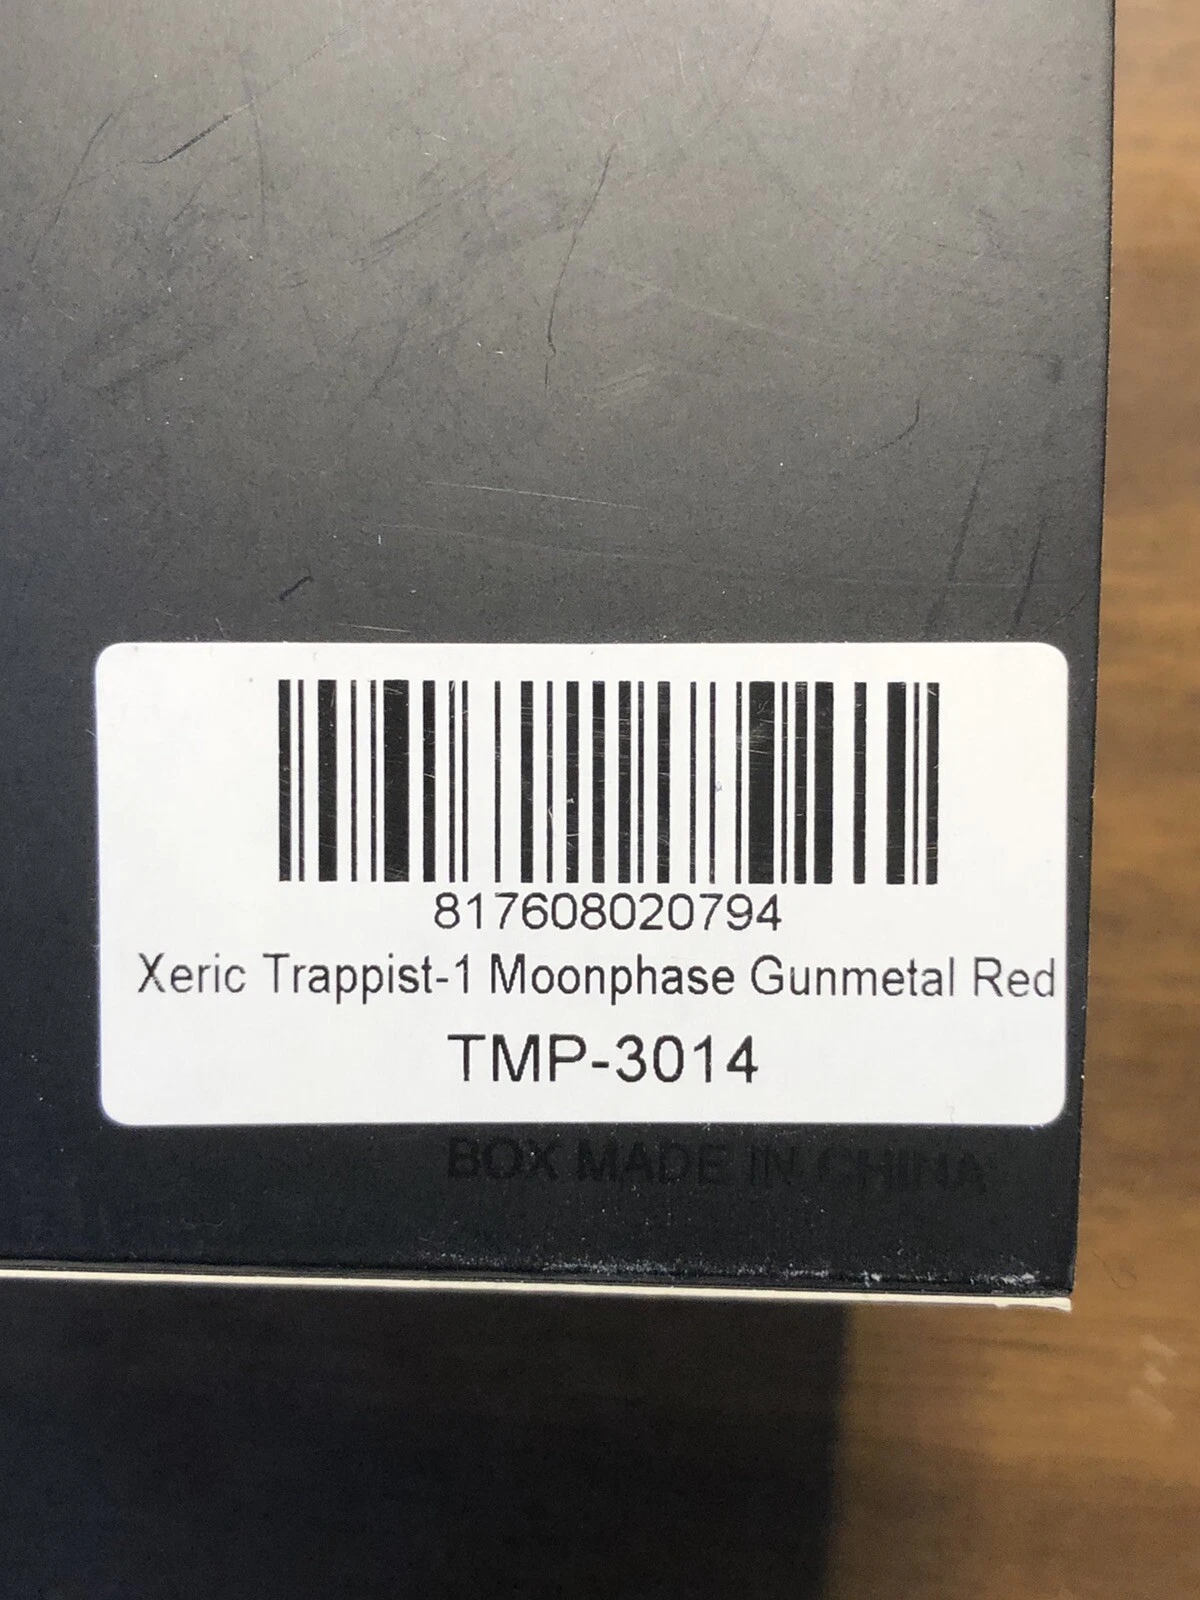 817608020794
Xeric Trappist-1 Moonphase Gunmetal Red
TMP-3014
BOX MADE IN CHINA